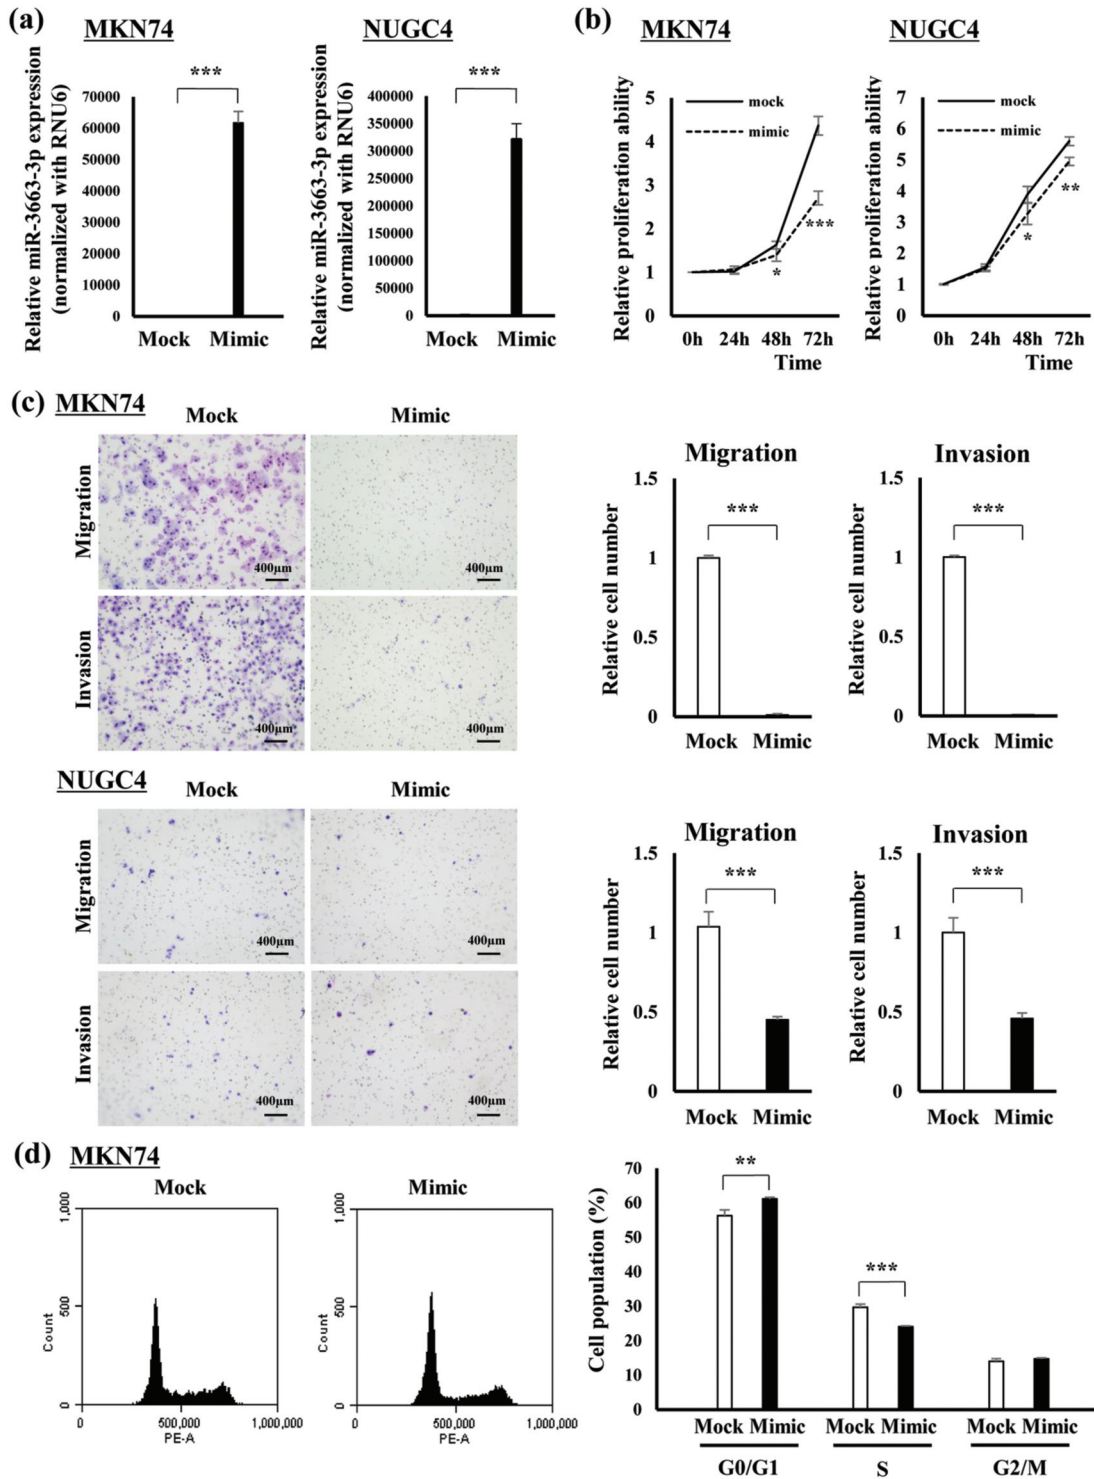 (a)
MKN74
NUGC4
Relative miR-3663-3p expression
(normalized with RNU6)
***
70000
60000
50000
40000
30000
20000
10000
0
Mock Mimic
Relative miR-3663-3p expression
(normalized with RNU6)
***
400000
350000
300000
250000
200000
150000
100000
50000
0
Mock Mimic
(b)
MKN74
NUGC4
Relative proliferation ability
5
4
3
2
1
0
mock
mimic
*
***
0h 24h 48h 72h
Time
Relative proliferation ability
7
6
5
4
3
2
1
0
mock
mimic
*
**
0h 24h 48h 72h
Time
(c) MKN74
Mock Mimic
Migration
400μm
400μm
Invasion
400μm
400μm
Migration
Relative cell number
1.5
1
0.5
0
***
Mock Mimic
Invasion
Relative cell number
1.5
1
0.5
0
***
Mock Mimic
NUGC4
Mock Mimic
Migration
400μm
400μm
Invasion
400μm
400μm
Migration
Relative cell number
1.5
1
0.5
0
***
Mock Mimic
Invasion
Relative cell number
1.5
1
0.5
0
***
Mock Mimic
(d) MKN74
Mock
Count
1,000
500
0
0 500,000 1,000,000
PE-A
Mimic
Count
1,000
500
0
0 500,000 1,000,000
PE-A
Cell population (%)
70
60
50
40
30
20
10
0
**
***
Mock Mimic Mock Mimic Mock Mimic
G0/G1 S G2/M